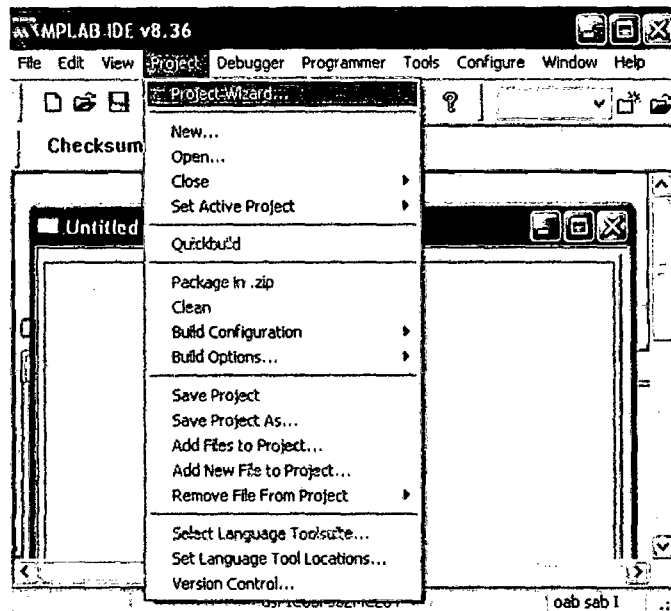 MPLAB IDE v8.36
File Edit View Project Debugger Programmer Tools Configure Window Help
Project Wizard...
Checksum
New...
Open...
Close
Set Active Project
Untitled
Quickbuild
Package in .zip
Clean
Build Configuration
Build Options...
Save Project
Save Project As...
Add Files to Project...
Add New File to Project...
Remove File From Project
Select Language Toolsuite...
Set Language Tool Locations...
Version Control...
oab sab I